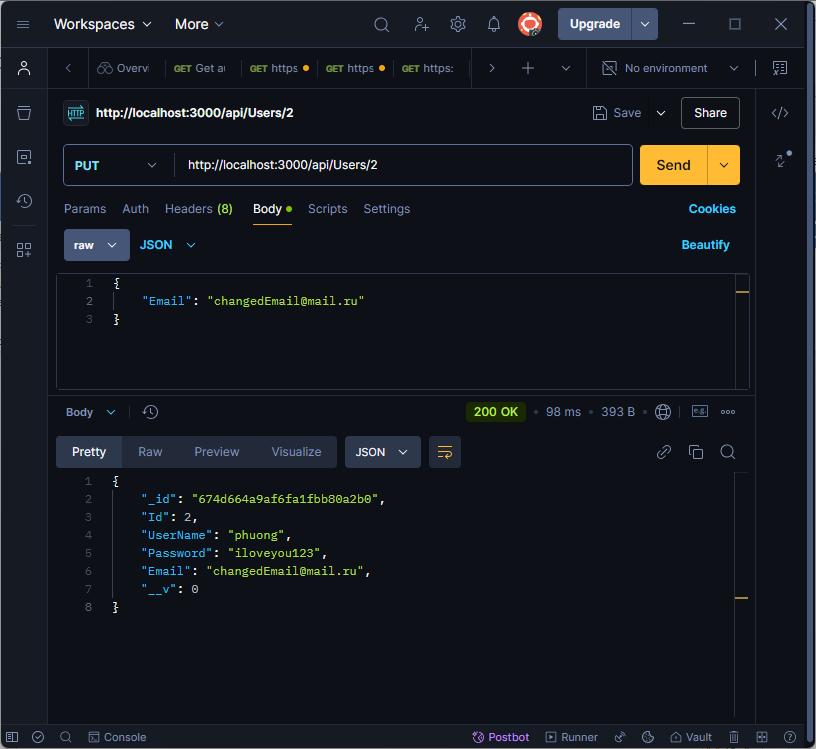 Workspaces More Upgrade
Overvi GET Get au GET https GET https GET https: No environment
HTTP http://localhost:3000/api/Users/2 Save Share
PUT http://localhost:3000/api/Users/2 Send
Params Auth Headers (8) Body Scripts Settings Cookies
raw JSON Beautify
1 {
2 "Email": "changedEmail@mail.ru"
3 }
Body 200 OK • 98 ms • 393 B • e.g.
Pretty Raw Preview Visualize JSON
1 {
2 "_id": "674d664a9af6fa1fbb80a2b0",
3 "Id": 2,
4 "UserName": "phuong",
5 "Password": "iloveyou123",
6 "Email": "changedEmail@mail.ru",
7 "__v": 0
8 }
Console Postbot Runner Vault